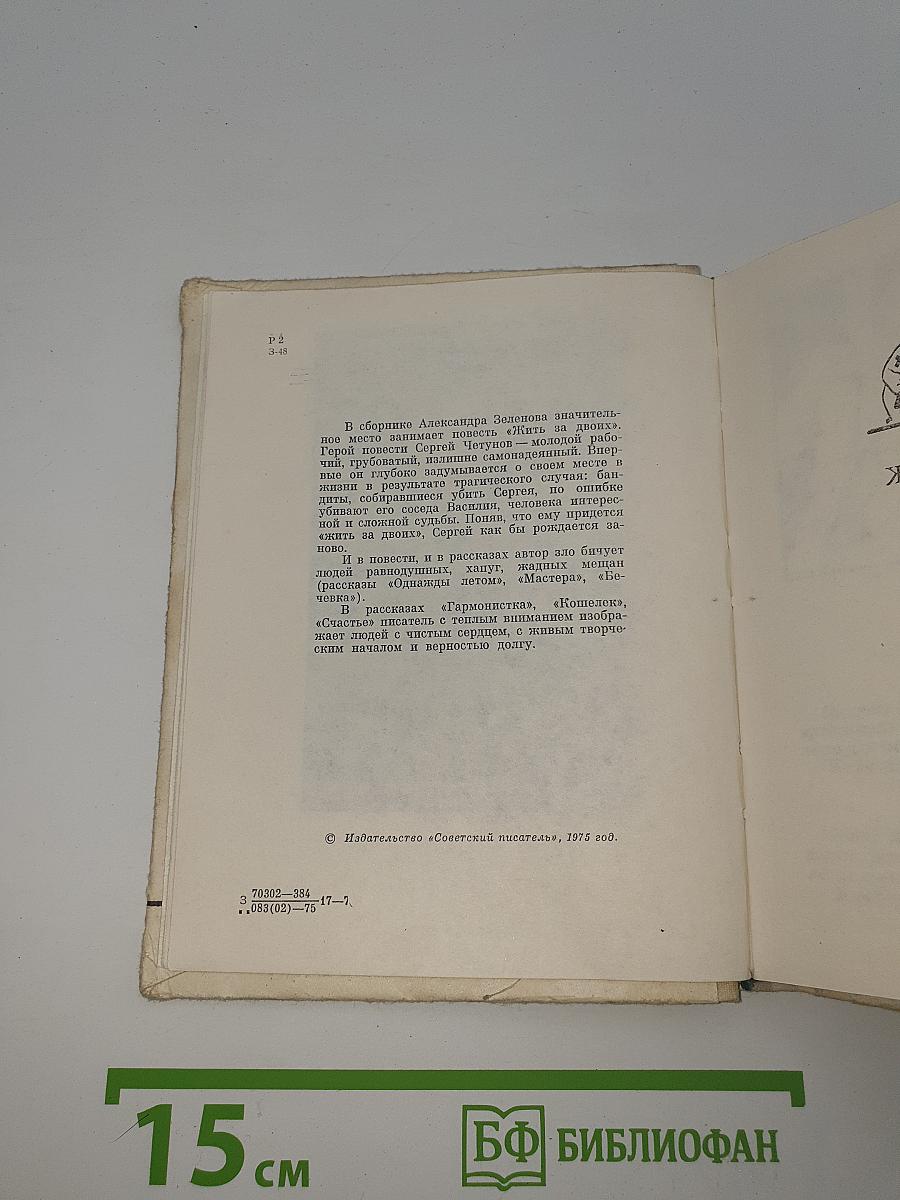 Р 2
З-48
В сборнике Александра Зеленова значитель-
ное место занимает повесть «Жить за двоих».
Герой повести Сергей Четунов — молодой рабо-
чий, грубоватый, излишне самонадеянный. Впер-
вые он глубоко задумывается о своем месте в
жизни в результате трагического случая: бан-
диты, собиравшиеся убить Сергея, по ошибке
убивают его соседа Василия, человека интерес-
ной и сложной судьбы. Поняв, что ему придется
«жить за двоих», Сергей как бы рождается за-
ново.
И в повести, и в рассказах автор зло бичует
людей равнодушных, хапуг, жадных мещан
(рассказы «Однажды летом», «Мастера», «Бе-
чевка»).
В рассказах «Гармонистка», «Кошелек»,
«Счастье» писатель с теплым вниманием изобра-
жает людей с чистым сердцем, с живым творче-
ским началом и верностью долгу.
© Издательство «Советский писатель», 1975 год.
З 70302—384
083(02)—75 17—7
Ж
15 см
БФ БИБЛИОФАН